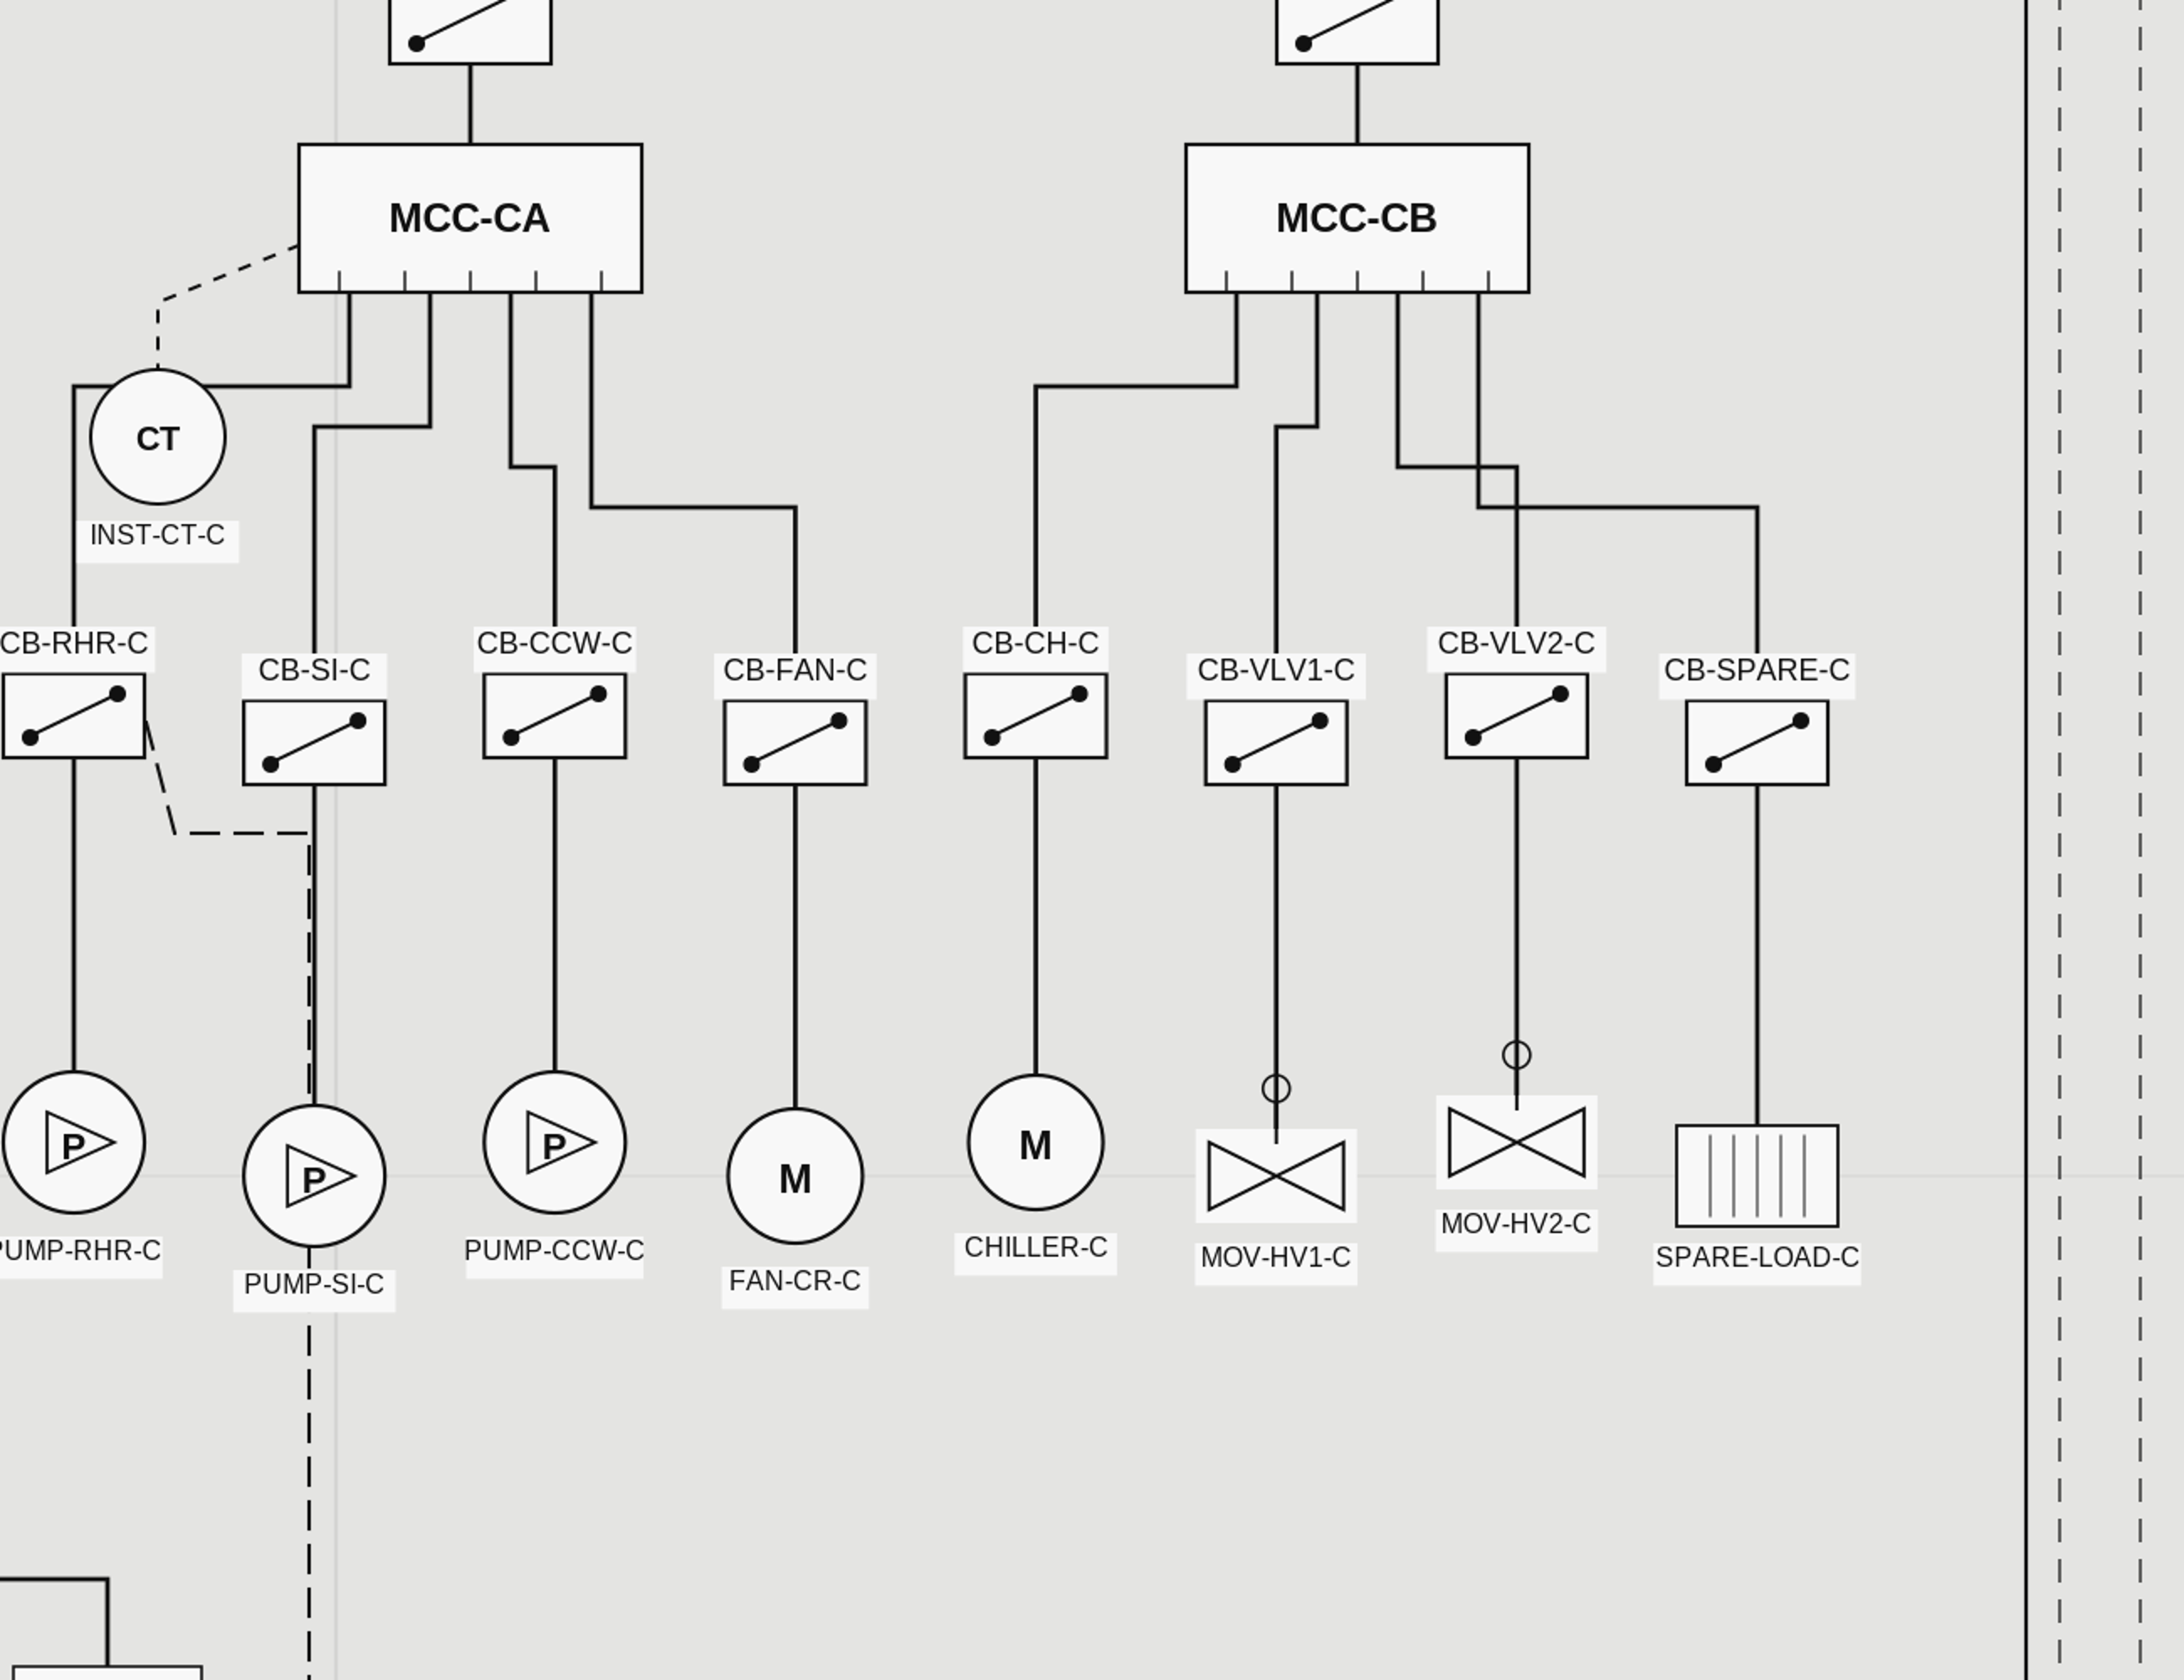 MCC-CA
MCC-CB
CT
INST-CT-C
CB-RHR-C
CB-CCW-C
CB-CH-C
CB-VLV2-C
CB-SI-C
CB-FAN-C
CB-VLV1-C
CB-SPARE-C
P
P
P
M
M
PUMP-RHR-C
PUMP-SI-C
PUMP-CCW-C
FAN-CR-C
CHILLER-C
MOV-HV1-C
MOV-HV2-C
SPARE-LOAD-C